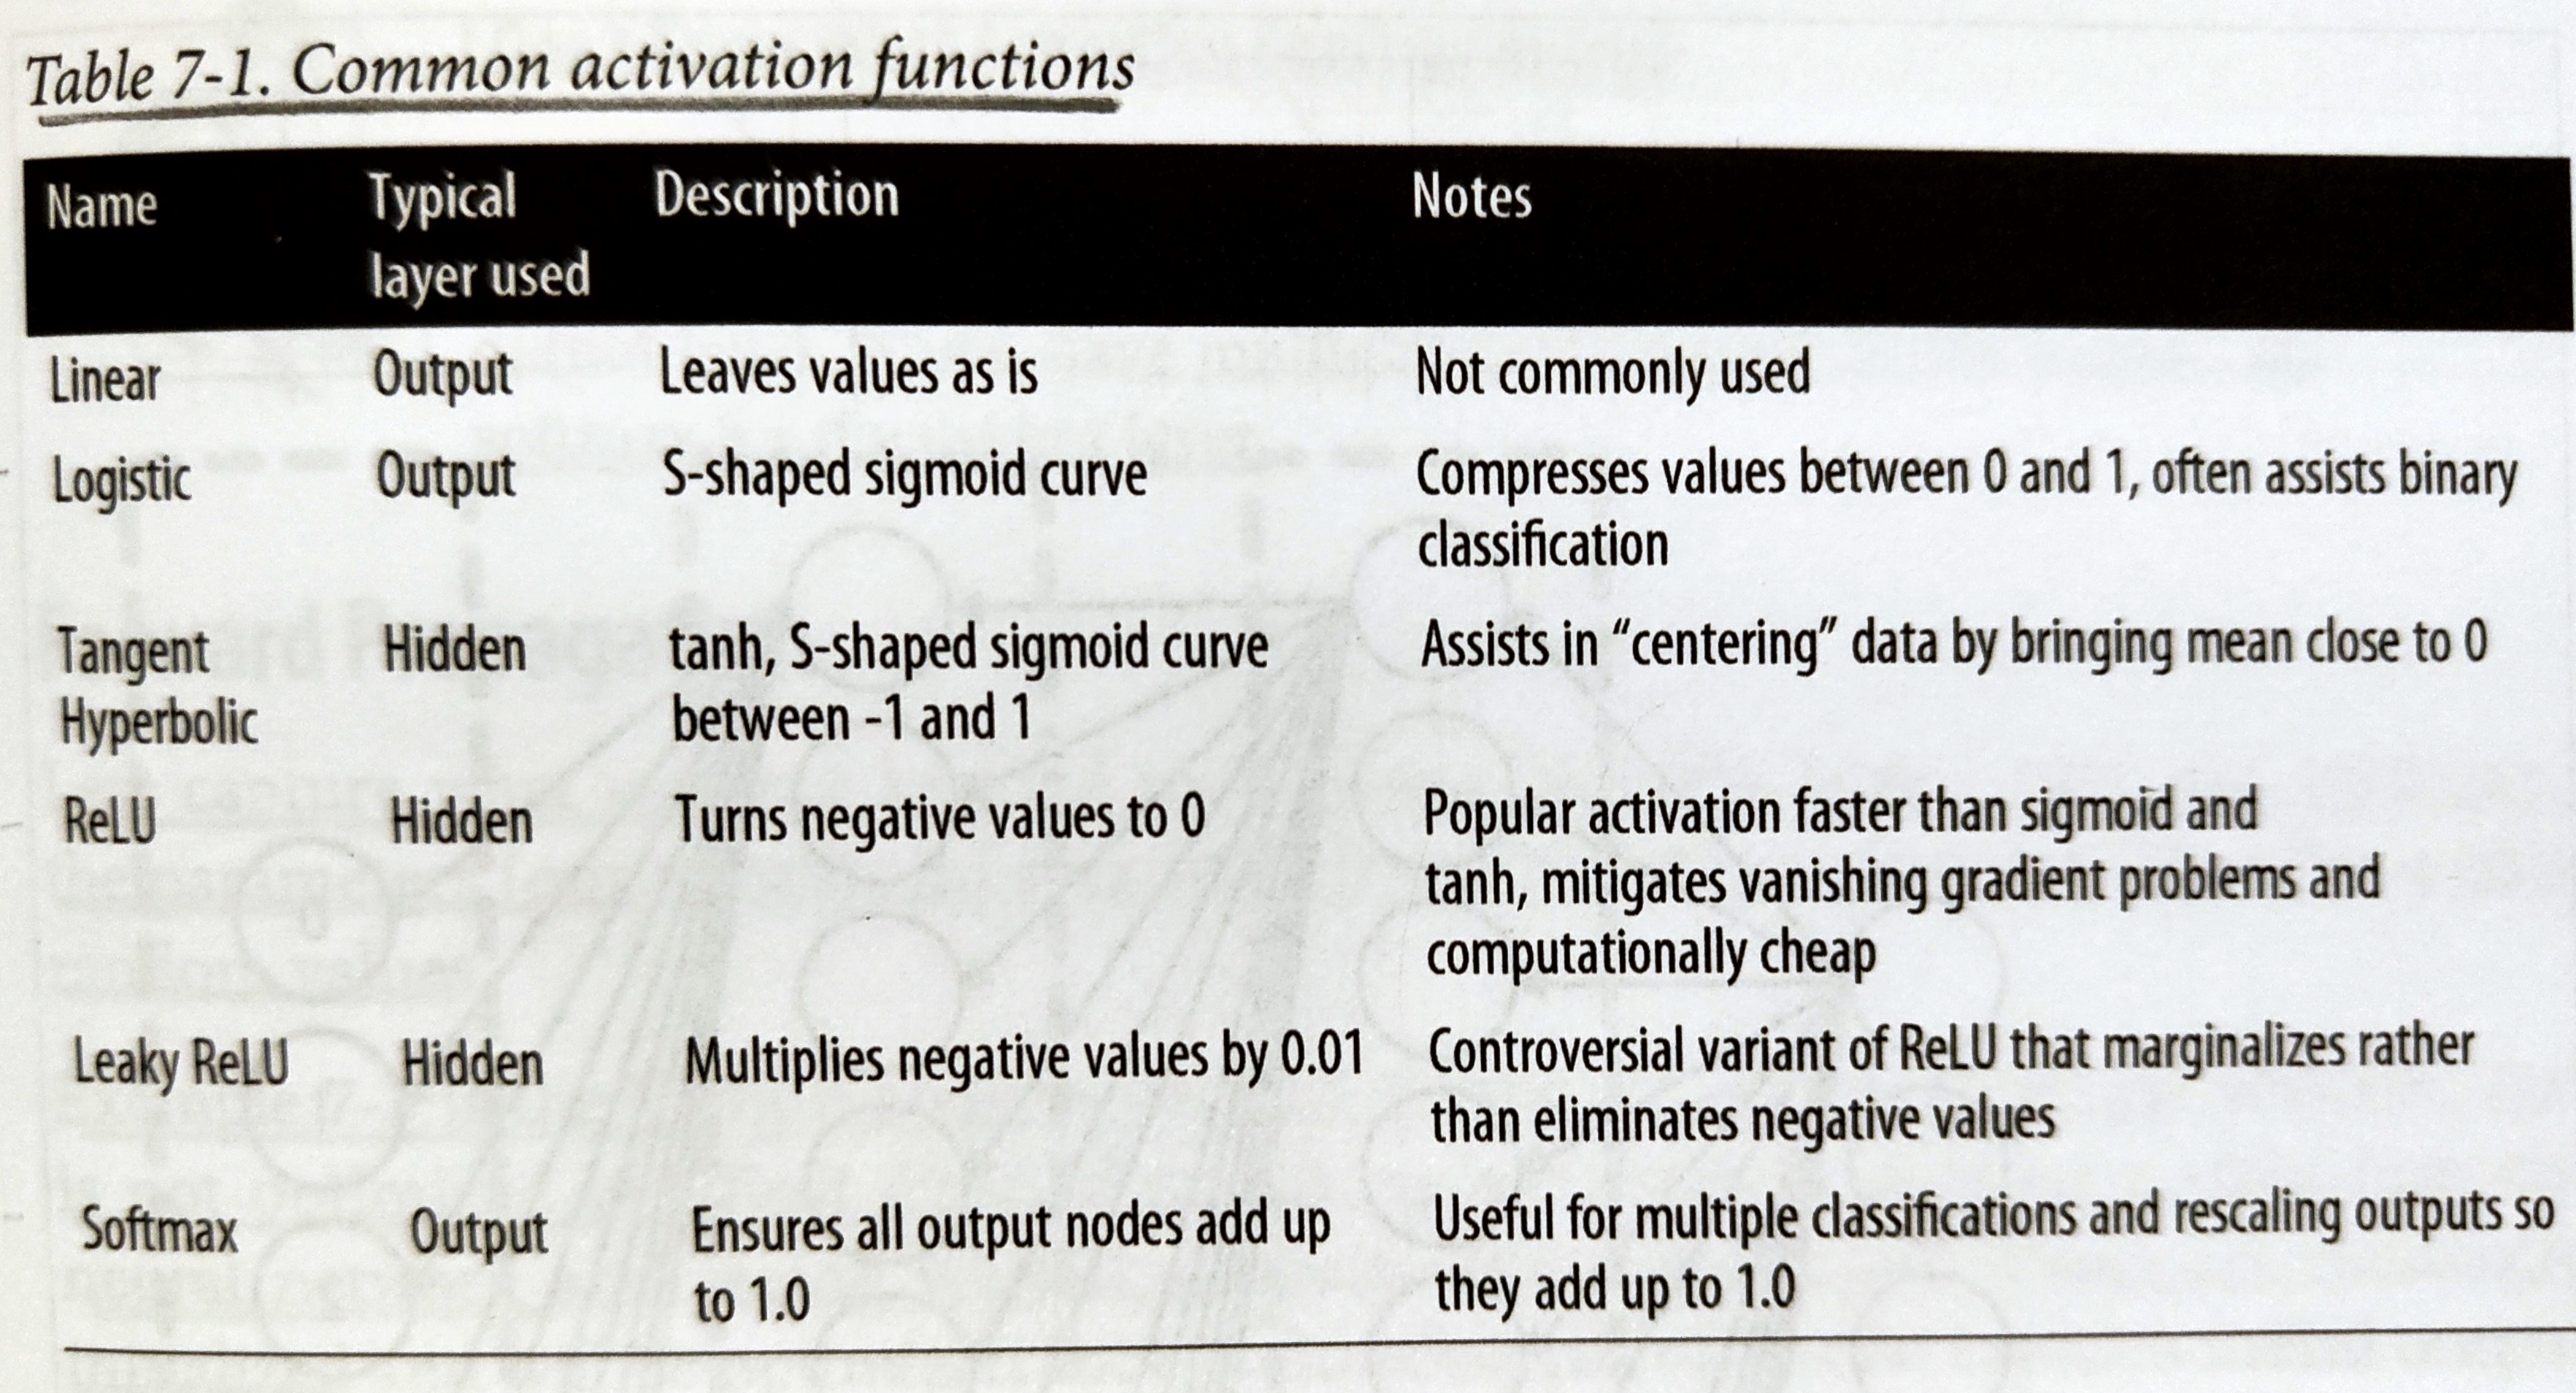 Table 7-1. Common activation functions
Name Typical Description Notes
layer used
Linear Output Leaves values as is Not commonly used
Logistic Output S-shaped sigmoid curve Compresses values between 0 and 1, often assists binary
classification
Tangent Hidden tanh, S-shaped sigmoid curve Assists in “centering” data by bringing mean close to 0
Hyperbolic between -1 and 1
ReLU Hidden Turns negative values to 0 Popular activation faster than sigmoid and
tanh, mitigates vanishing gradient problems and
computationally cheap
Leaky ReLU Hidden Multiplies negative values by 0.01 Controversial variant of ReLU that marginalizes rather
than eliminates negative values
Softmax Output Ensures all output nodes add up Useful for multiple classifications and rescaling outputs so
to 1.0 they add up to 1.0